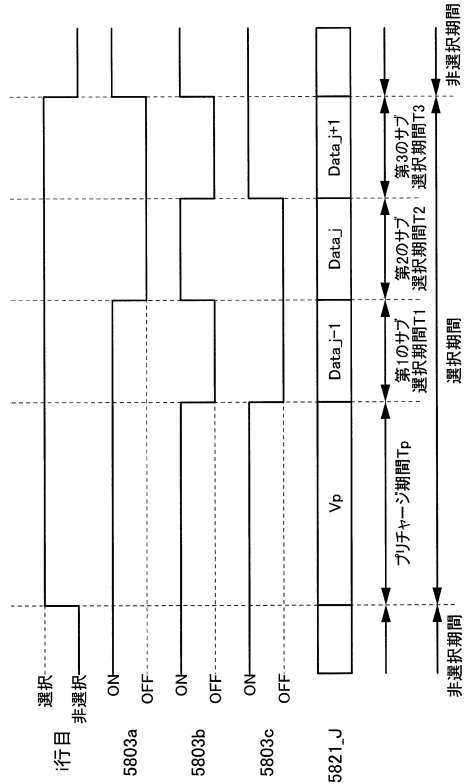 i行目
選択
非選択
5803a
ON
OFF
5803b
ON
OFF
5803c
ON
OFF
5821_J
Vp
Data_j-1
Data_j
Data_j+1
プリチャージ期間Tp
第1のサブ
選択期間T1
第2のサブ
選択期間T2
第3のサブ
選択期間T3
非選択期間
選択期間
非選択期間